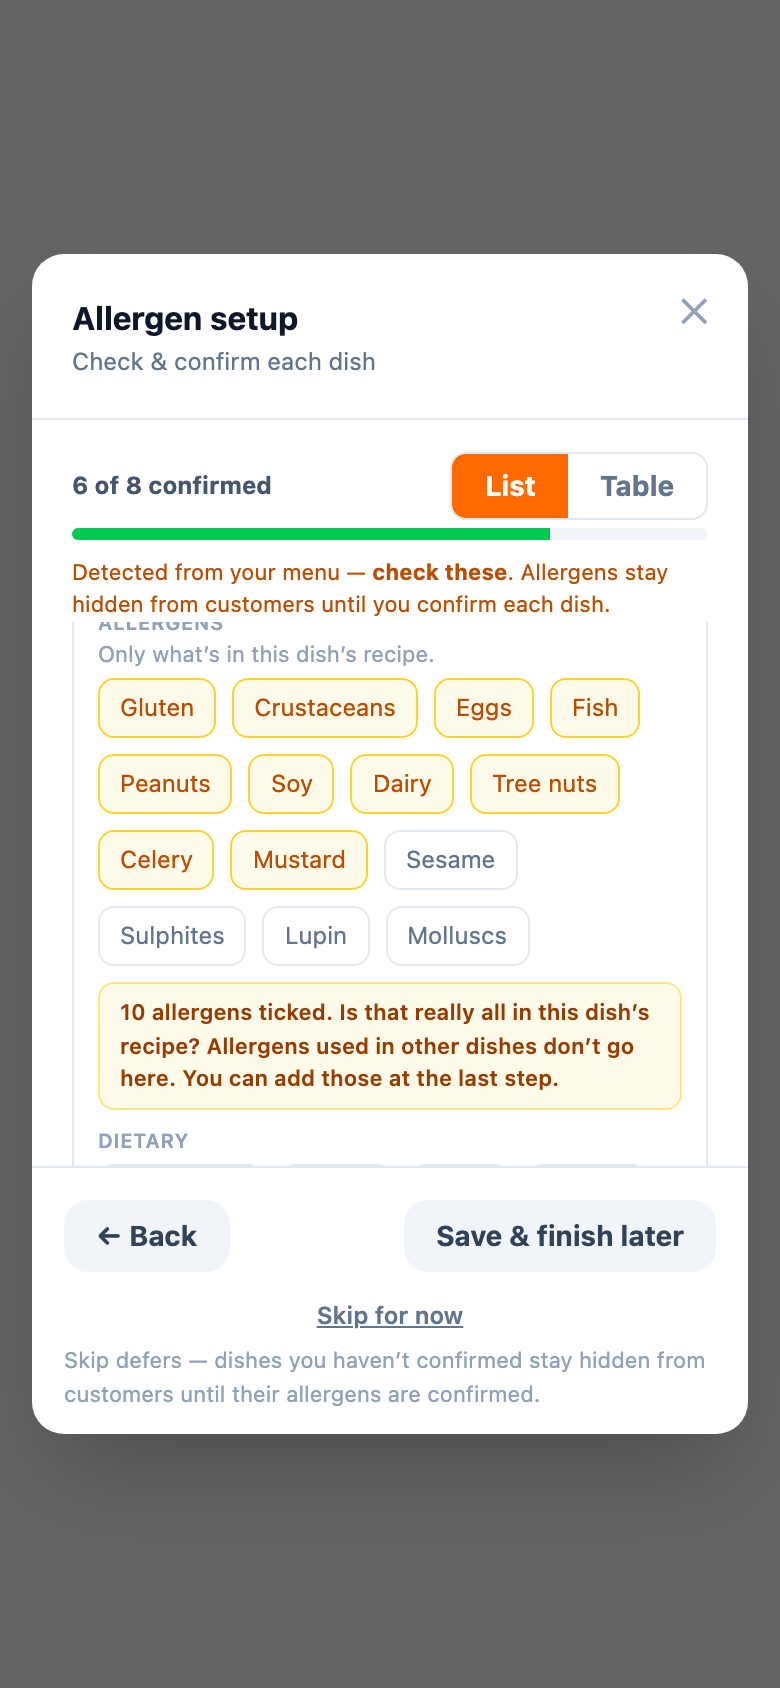 Allergen setup
Check & confirm each dish
6 of 8 confirmed
List
Table
Detected from your menu — check these. Allergens stay
hidden from customers until you confirm each dish.
ALLERGENS
Only what’s in this dish’s recipe.
Gluten
Crustaceans
Eggs
Fish
Peanuts
Soy
Dairy
Tree nuts
Celery
Mustard
Sesame
Sulphites
Lupin
Molluscs
10 allergens ticked. Is that really all in this dish’s
recipe? Allergens used in other dishes don’t go
here. You can add those at the last step.
DIETARY
← Back
Save & finish later
Skip for now
Skip defers — dishes you haven’t confirmed stay hidden from
customers until their allergens are confirmed.